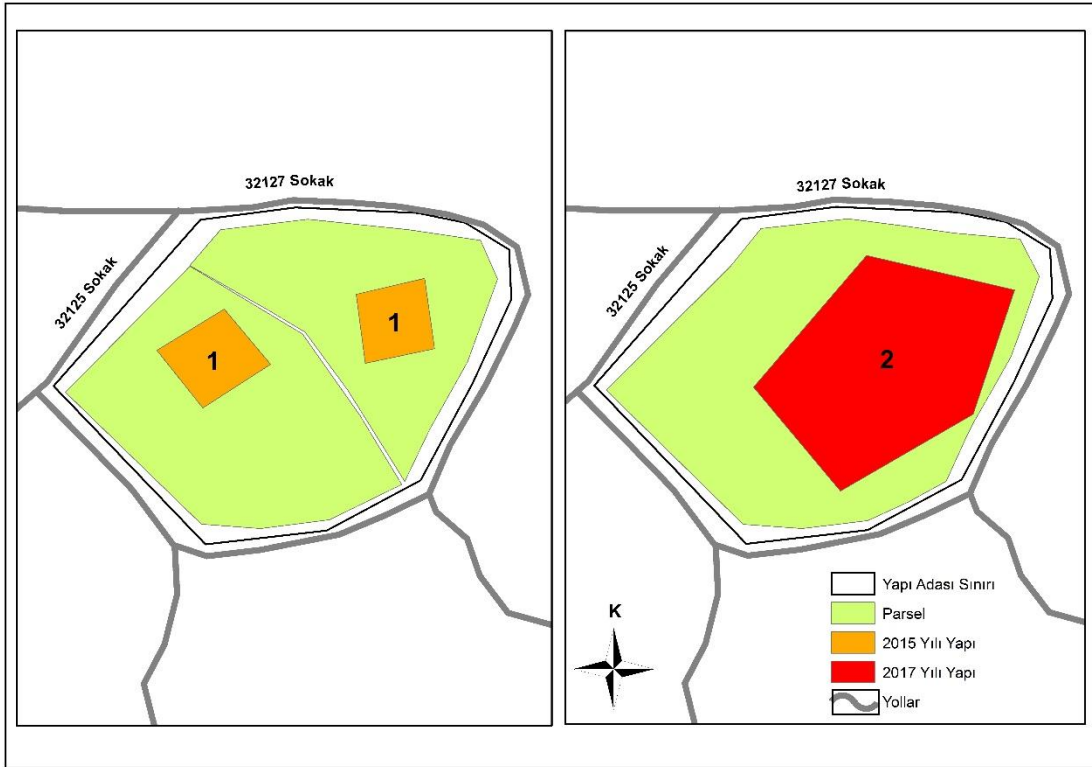 32127 Sokak
32125 Sokak
1
1
32127 Sokak
32125 Sokak
2
K
Yapı Adası Sınırı
Parsel
2015 Yılı Yapı
2017 Yılı Yapı
Yollar